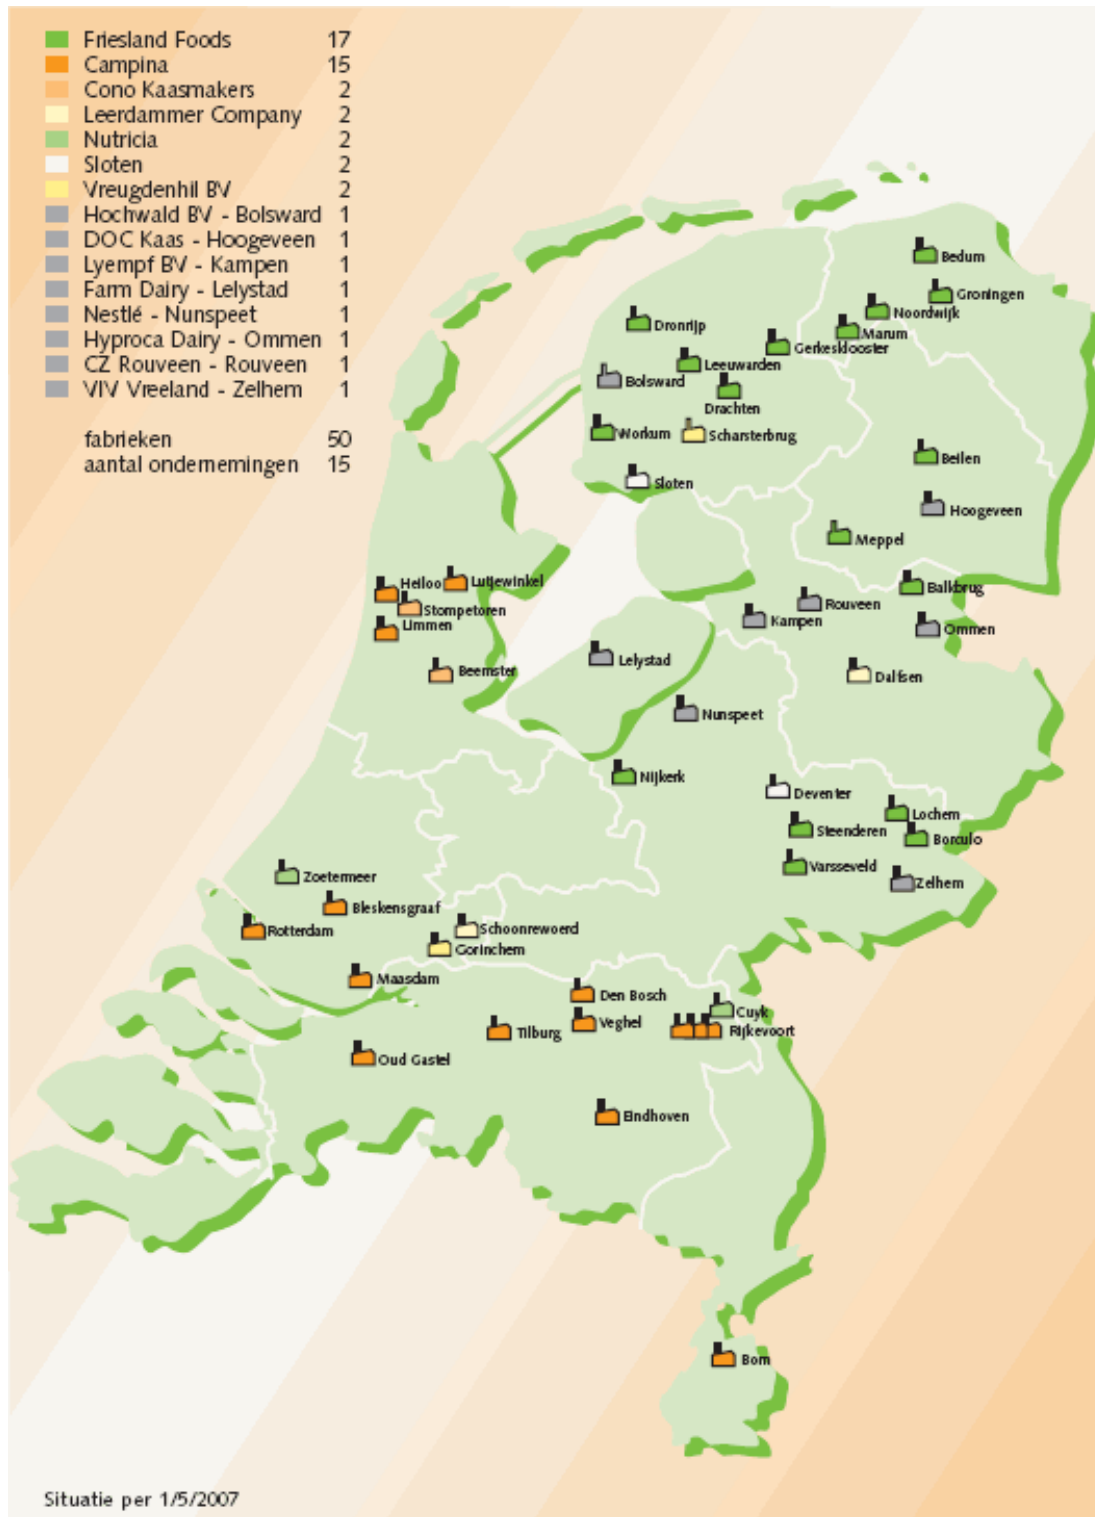 Friesland Foods 17
Campina 15
Cono Kaasmakers 2
Leerdammer Company 2
Nutricia 2
Sloten 2
Vreugdenhil BV 2
Hochwald BV - Bolsward 1
DOC Kaas - Hoogeveen 1
Lyempf BV - Kampen 1
Farm Dairy - Lelystad 1
Nestlé - Nunspeet 1
Hyproca Dairy - Ommen 1
CZ Rouveen - Rouveen 1
VIV Vreeland - Zelhem 1
fabrieken 50
aantal ondernemingen 15
Bedum
Groningen
Noordwijk
Dronrijp
Marum
Gerkesklooster
Leeuwarden
Bolsward
Drachten
Workum
Scharsterbrug
Beilen
Sloten
Hoogeveen
Meppel
Heiloo
Lutjewinkel
Balkbrug
Stompetoren
Rouveen
Limmen
Kampen
Ommen
Lelystad
Beemster
Dalfsen
Nunspeet
Nijkerk
Deventer
Lochem
Steenderen
Borculo
Varsseveld
Zoetermeer
Zelhem
Bleskensgraaf
Rotterdam
Schoonrewoerd
Gorinchem
Maasdam
Den Bosch
Cuyk
Veghel
Tilburg
Rijkevoort
Oud Gastel
Eindhoven
Born
Situatie per 1/5/2007